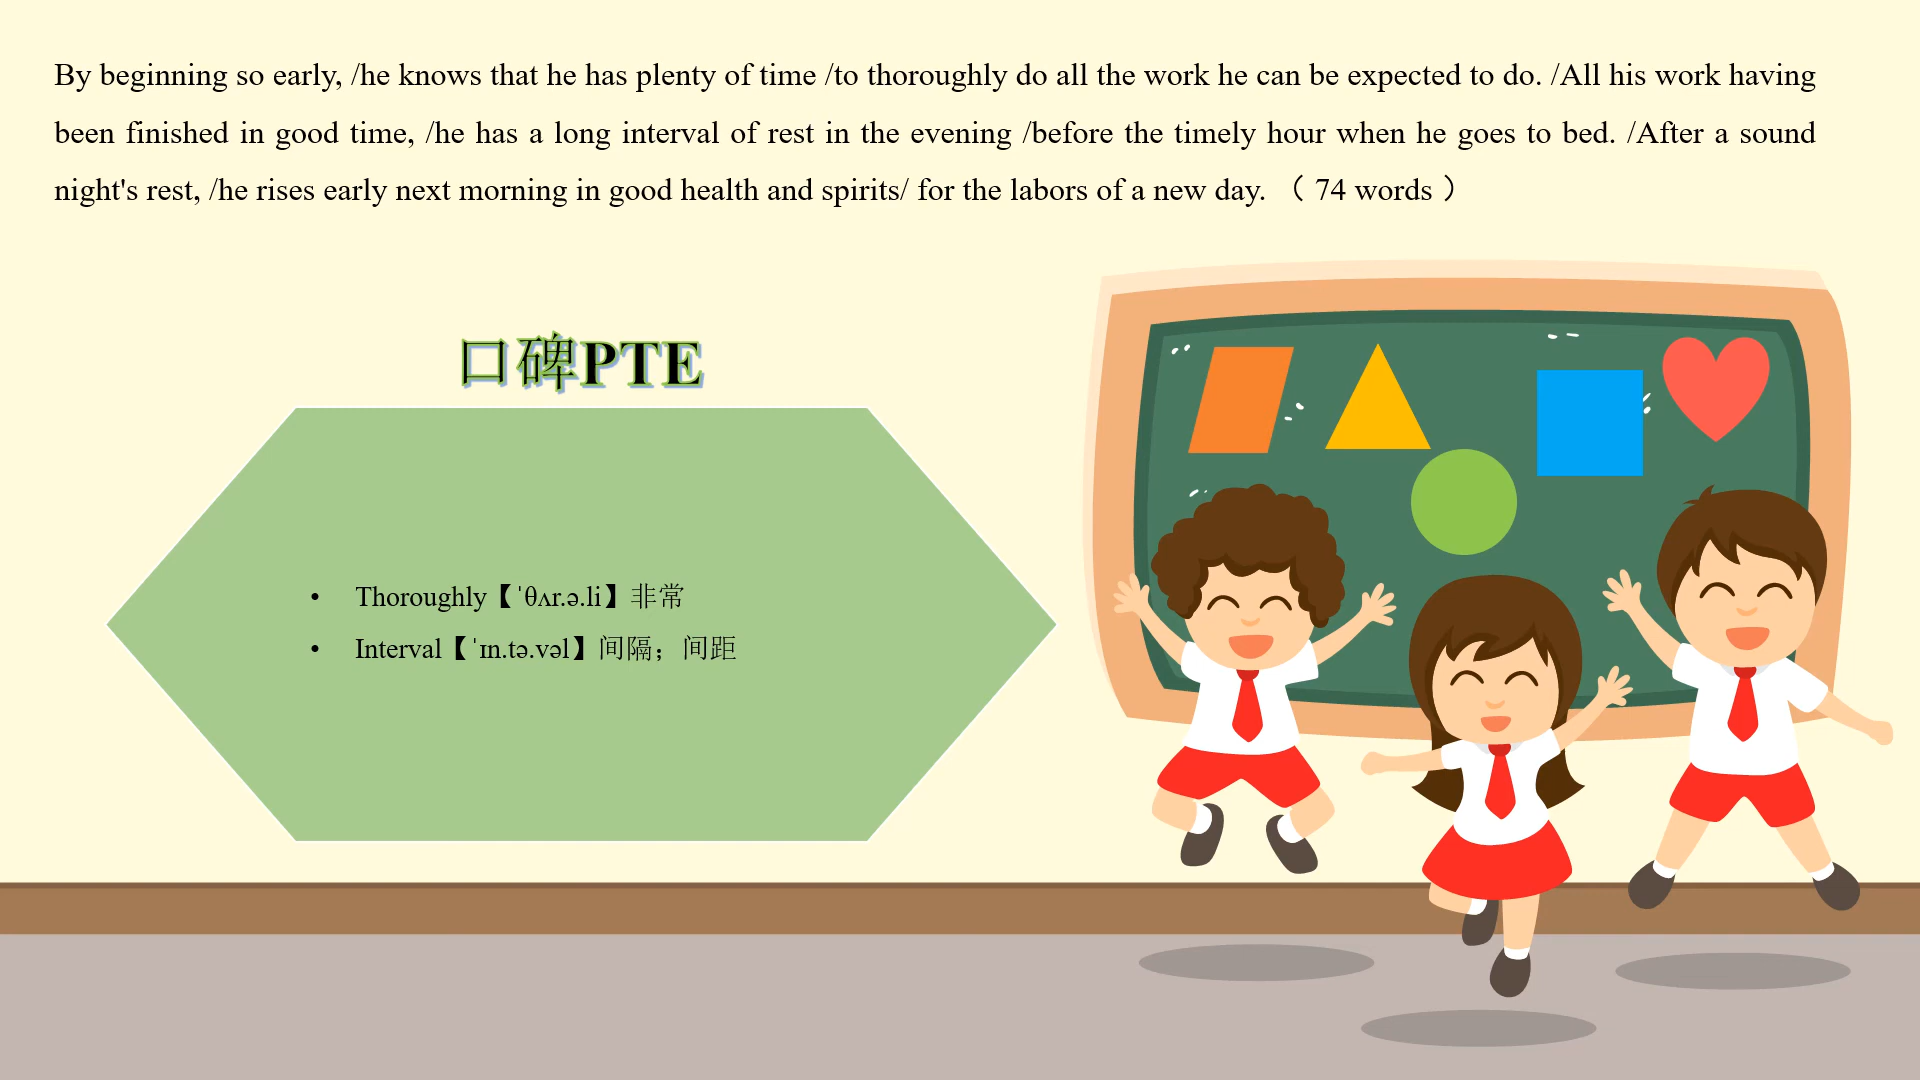 By beginning so early, /he knows that he has plenty of time /to thoroughly do all the work he can be expected to do. /All his work having
been finished in good time, /he has a long interval of rest in the evening /before the timely hour when he goes to bed. /After a sound
night's rest, /he rises early next morning in good health and spirits/ for the labors of a new day. （ 74 words ）
口碑PTE
• Thoroughly【ˈθʌr.ə.li】非常
• Interval【ˈɪn.tə.vəl】间隔；间距